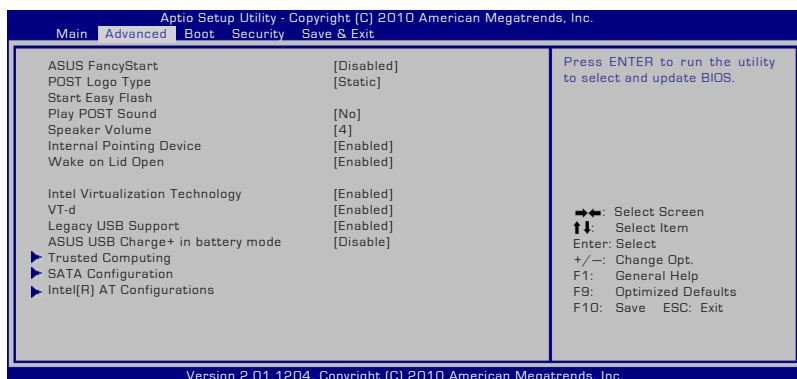 Aptio Setup Utility - Copyright (C) 2010 American Megatrends, Inc.
Main Advanced Boot Security Save & Exit
ASUS FancyStart [Disabled]
POST Logo Type [Static]
Start Easy Flash
Play POST Sound [No]
Speaker Volume [4]
Internal Pointing Device [Enabled]
Wake on Lid Open [Enabled]
Intel Virtualization Technology [Enabled]
VT-d [Enabled]
Legacy USB Support [Enabled]
ASUS USB Charge+ in battery mode [Disable]
Trusted Computing
SATA Configuration
Intel(R) AT Configurations
Press ENTER to run the utility
to select and update BIOS.
→←: Select Screen
↑↓: Select Item
Enter: Select
+/—: Change Opt.
F1: General Help
F9: Optimized Defaults
F10: Save ESC: Exit
Version 2.01.1204. Copyright (C) 2010 American Megatrends, Inc.